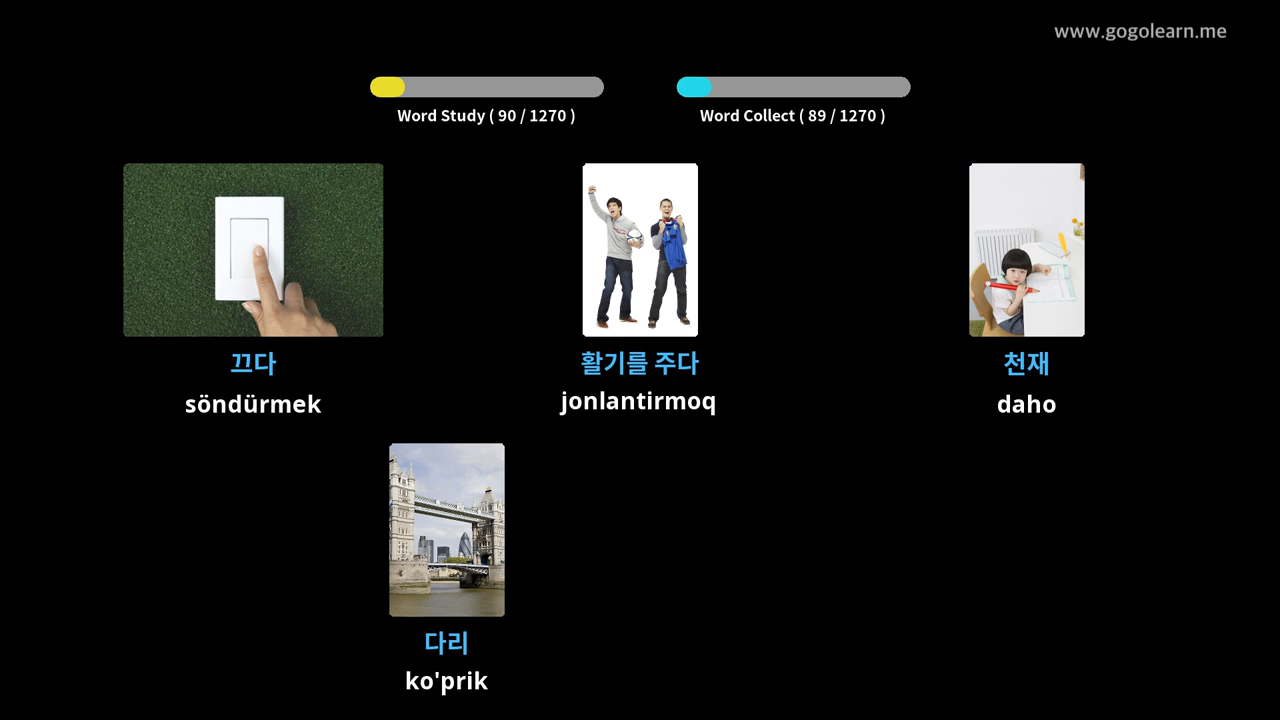 www.gogolearn.me
Word Study ( 90 / 1270 )
Word Collect ( 89 / 1270 )
끄다
söndürmek
활기를 주다
jonlantirmoq
천재
daho
다리
ko'prik